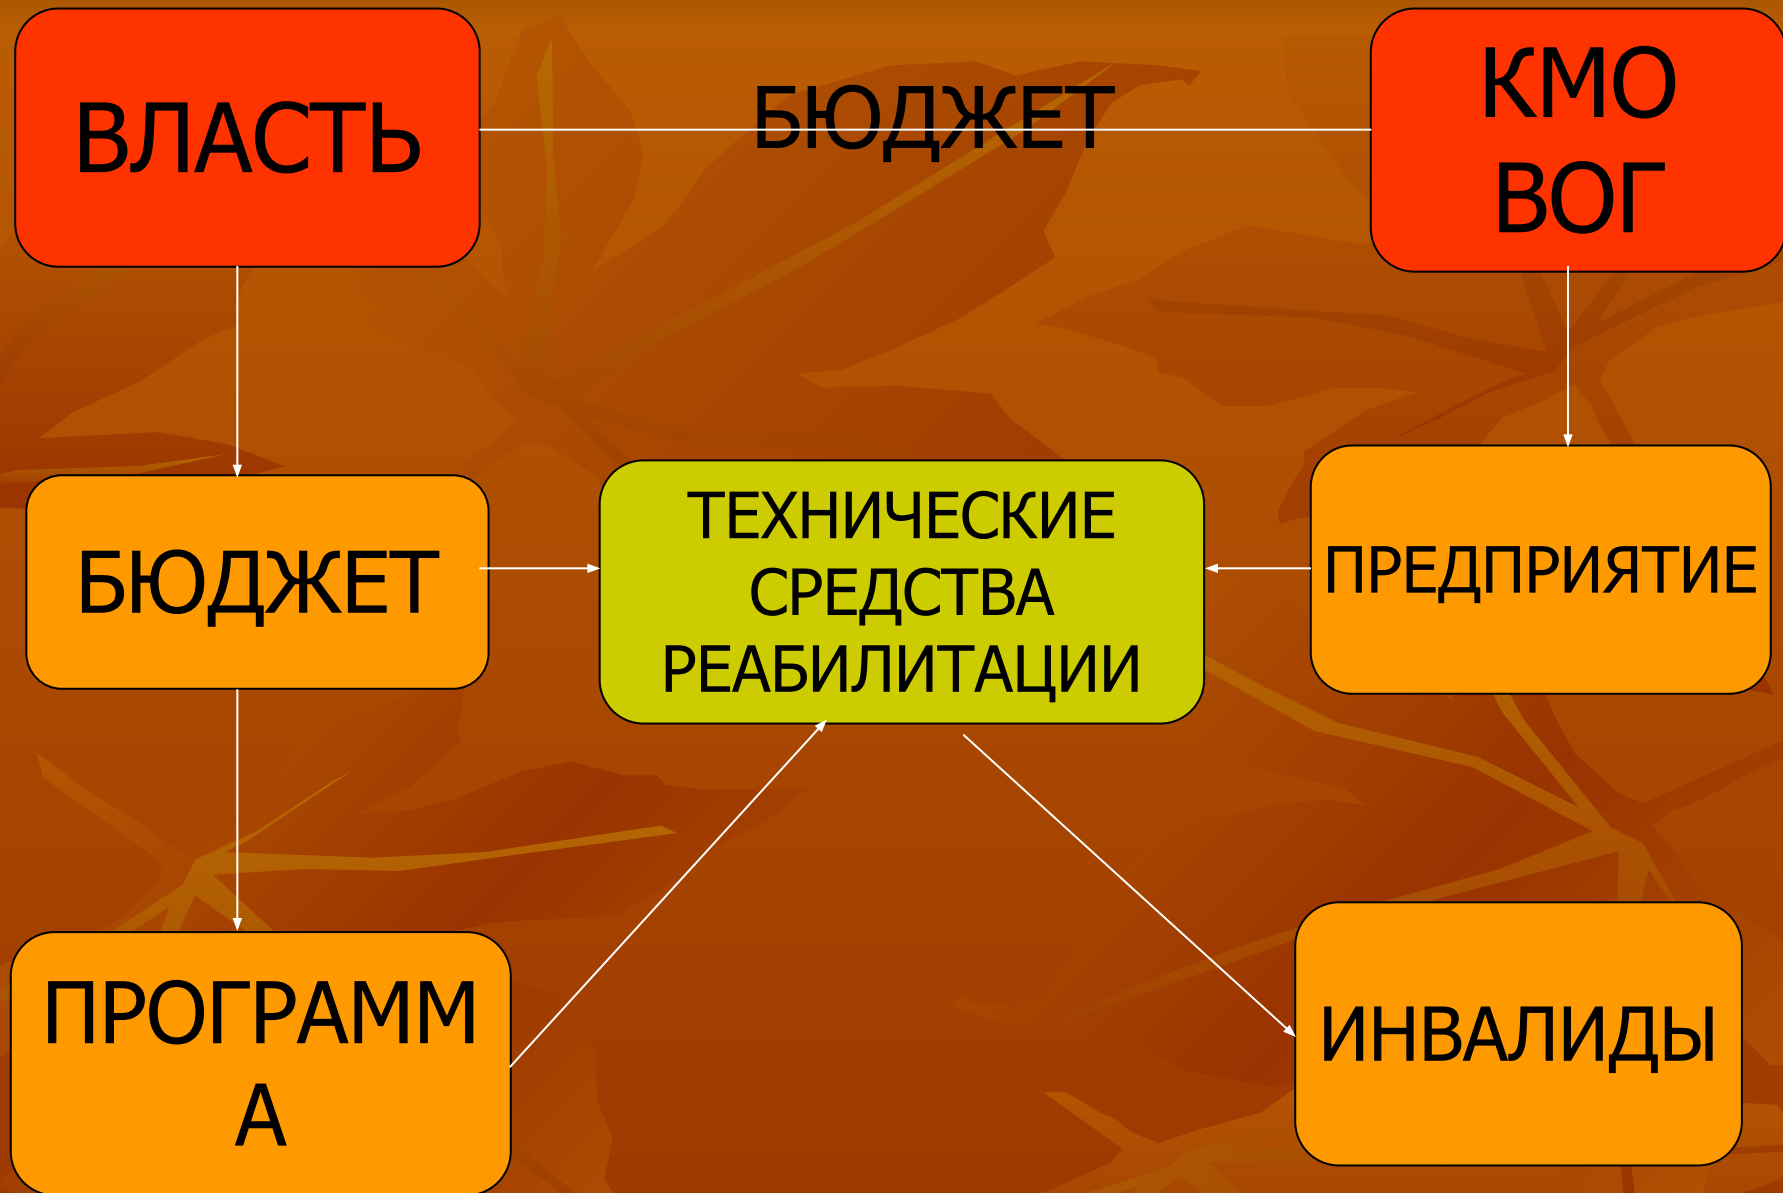 ВЛАСТЬ
БЮДЖЕТ
КМО
ВОГ
БЮДЖЕТ
ТЕХНИЧЕСКИЕ
СРЕДСТВА
РЕАБИЛИТАЦИИ
ПРЕДПРИЯТИЕ
ПРОГРАММ
А
ИНВАЛИДЫ